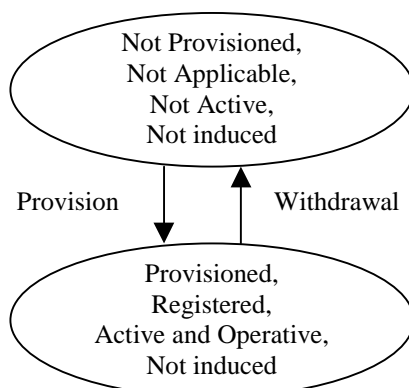 Not Provisioned,
Not Applicable,
Not Active,
Not induced
Provision
Withdrawal
Provisioned,
Registered,
Active and Operative,
Not induced